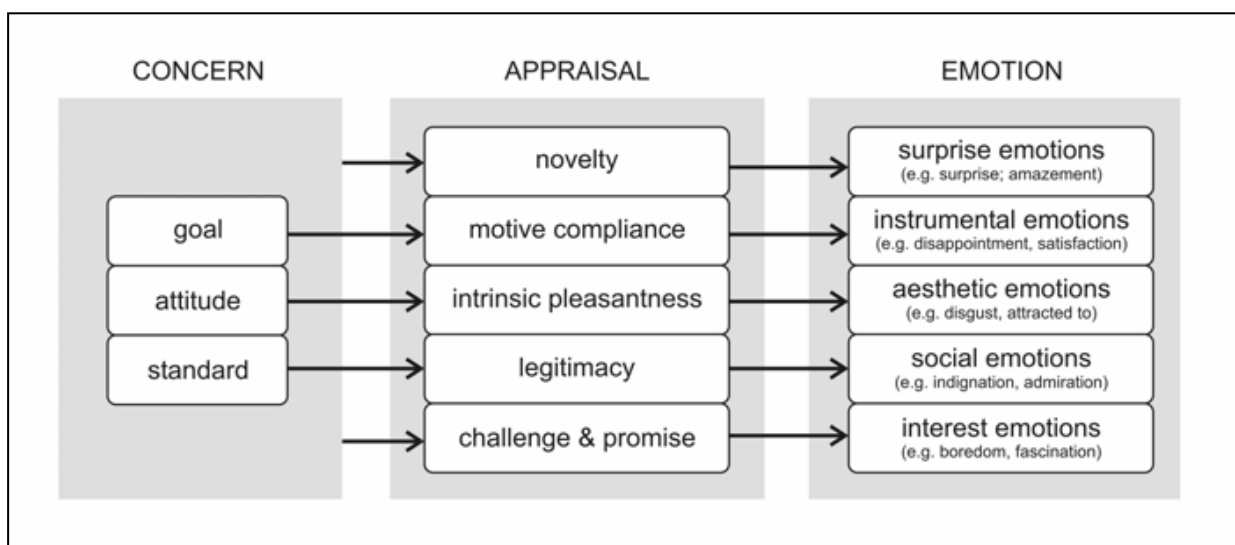 CONCERN
APPRAISAL
EMOTION
novelty
surprise emotions
(e.g. surprise; amazement)
goal
motive compliance
instrumental emotions
(e.g. disappointment, satisfaction)
attitude
intrinsic pleasantness
aesthetic emotions
(e.g. disgust, attracted to)
standard
legitimacy
social emotions
(e.g. indignation, admiration)
challenge & promise
interest emotions
(e.g. boredom, fascination)